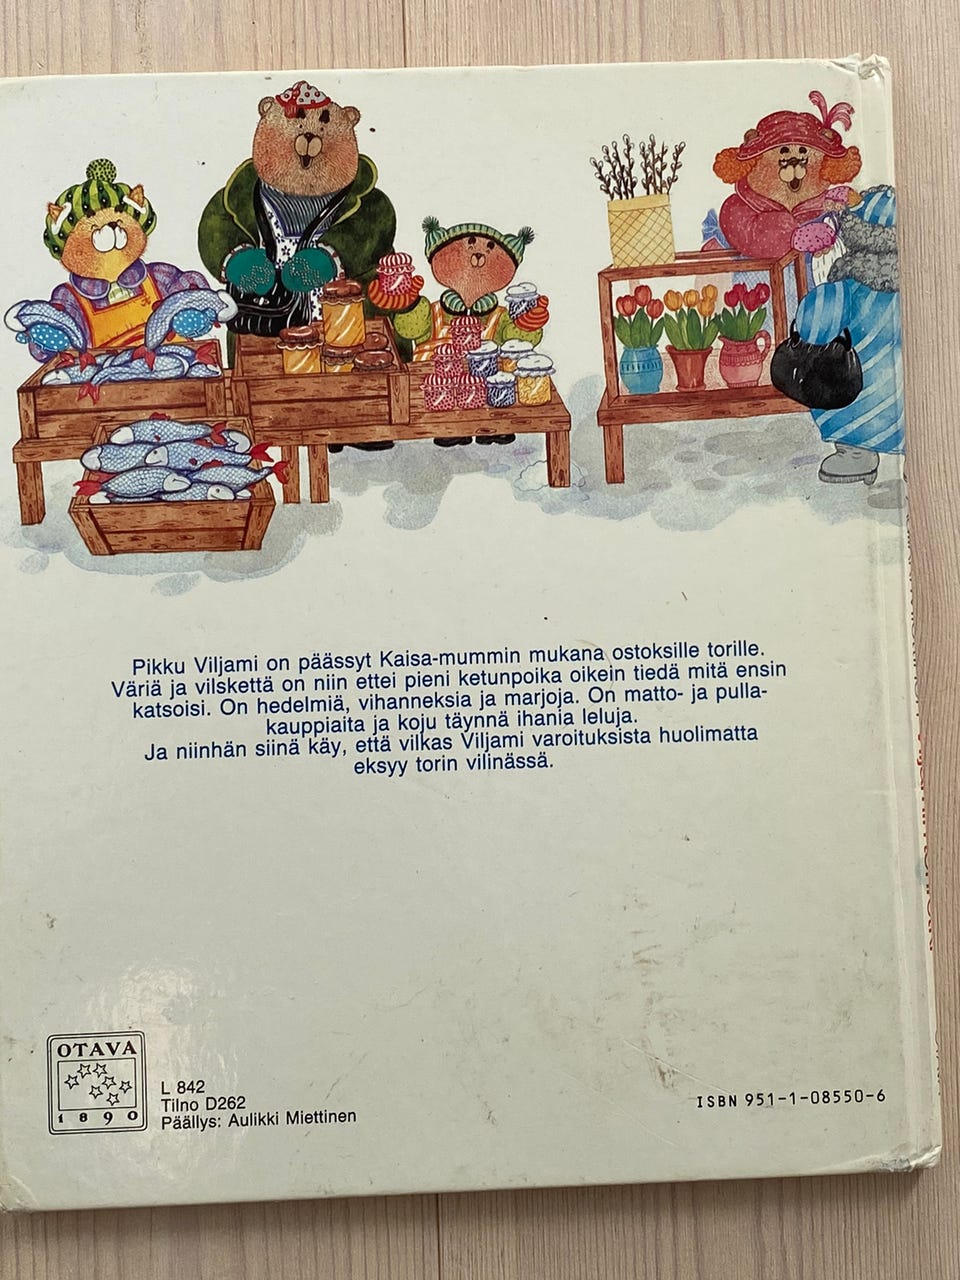 Pikku Viljami on päässyt Kaisa-mummin mukana ostoksille torille.
Väriä ja vilskettä on niin ettei pieni ketunpoika oikein tiedä mitä ensin
katsoisi. On hedelmiä, vihanneksia ja marjoja. On matto- ja pulla-
kauppiaita ja koju täynnä ihania leluja.
Ja niinhän siinä käy, että vilkas Viljami varoituksista huolimatta
eksyy torin vilinässä.
OTAVA
1890
L 842
Tilno D262
Päällys: Aulikki Miettinen
ISBN 951-1-08550-6